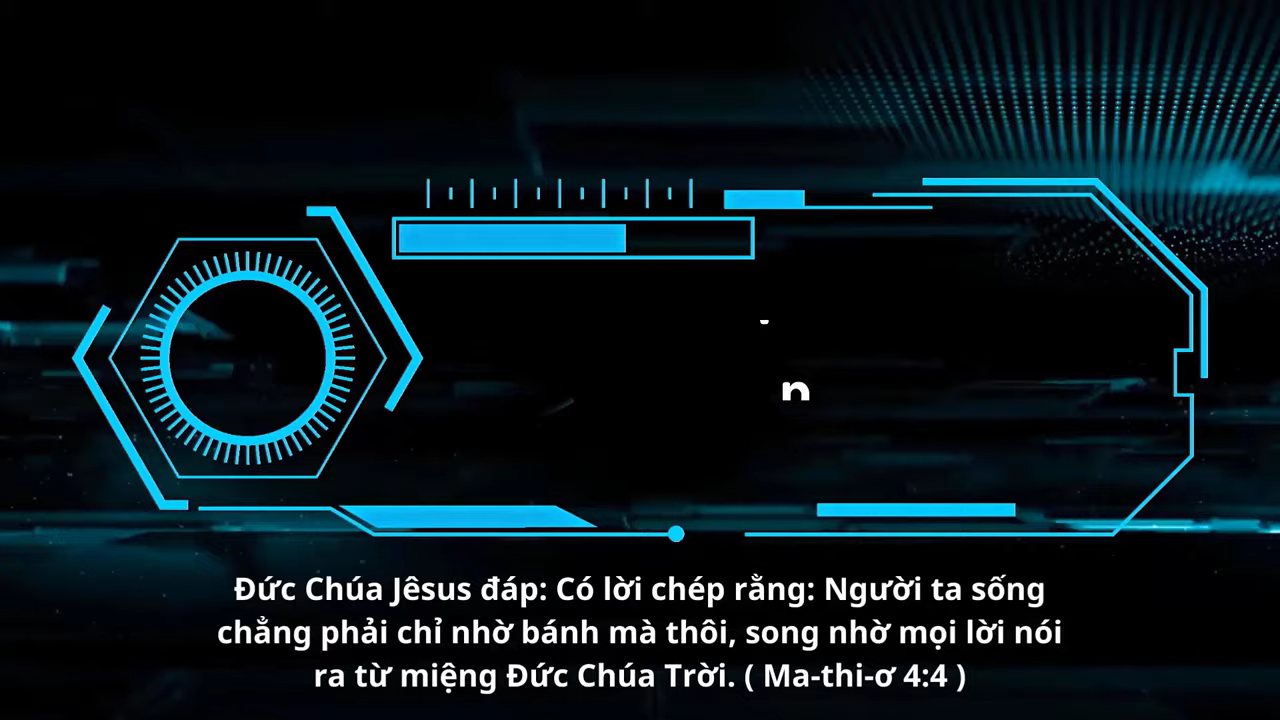 n
Đức Chúa Jêsus đáp: Có lời chép rằng: Người ta sống
chẳng phải chỉ nhờ bánh mà thôi, song nhờ mọi lời nói
ra từ miệng Đức Chúa Trời. ( Ma-thi-ơ 4:4 )